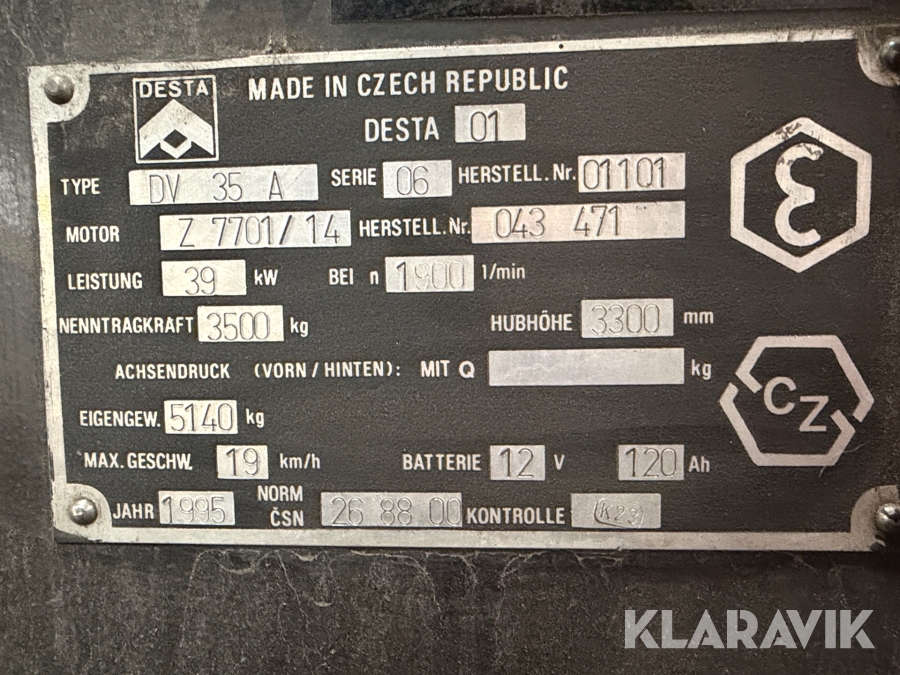 DESTA
MADE IN CZECH REPUBLIC
DESTA 01
TYPE DV 35 A SERIE 06 HERSTELL. Nr. 01101
MOTOR Z 7701/14 HERSTELL. Nr. 043 471
LEISTUNG 39 kW BEI n 1900 1/min
NENNTRAGKRAFT 3500 kg HUBHÖHE 3300 mm
ACHSENDRUCK (VORN / HINTEN): MIT Q kg
EIGENGEW. 5140 kg
MAX. GESCHW. 19 km/h BATTERIE 12 V 120 Ah
JAHR 1995 NORM ČSN 26 88 00 KONTROLLE (K23)
CZ
KLARAVIK